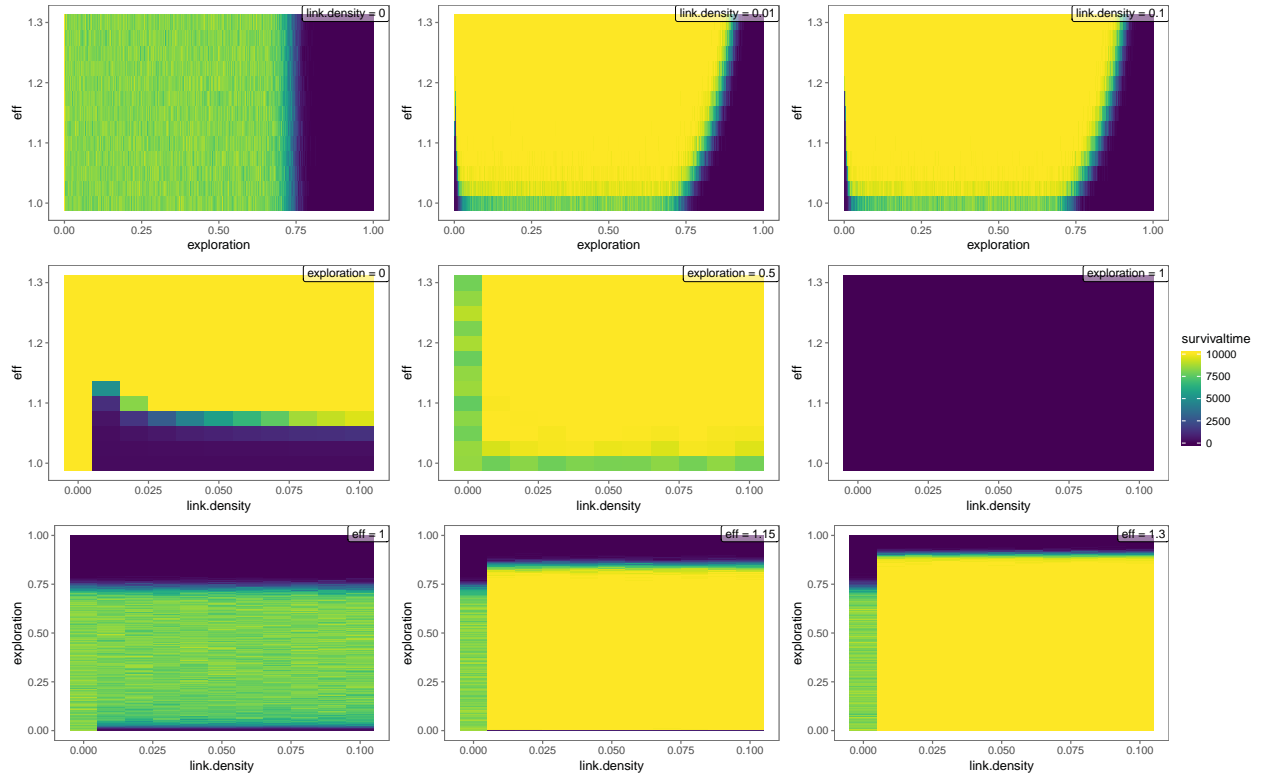 link.density = 0
1.3
1.2
1.1
1.0
eff
0.00 0.25 0.50 0.75 1.00
exploration
link.density = 0.01
1.3
1.2
1.1
1.0
eff
0.00 0.25 0.50 0.75 1.00
exploration
link.density = 0.1
1.3
1.2
1.1
1.0
eff
0.00 0.25 0.50 0.75 1.00
exploration
exploration = 0
1.3
1.2
1.1
1.0
eff
0.000 0.025 0.050 0.075 0.100
link.density
exploration = 0.5
1.3
1.2
1.1
1.0
eff
0.000 0.025 0.050 0.075 0.100
link.density
exploration = 1
1.3
1.2
1.1
1.0
eff
0.000 0.025 0.050 0.075 0.100
link.density
survivaltime
10000
7500
5000
2500
0
eff = 1
1.00
0.75
0.50
0.25
0.00
exploration
0.000 0.025 0.050 0.075 0.100
link.density
eff = 1.15
1.00
0.75
0.50
0.25
0.00
exploration
0.000 0.025 0.050 0.075 0.100
link.density
eff = 1.3
1.00
0.75
0.50
0.25
0.00
exploration
0.000 0.025 0.050 0.075 0.100
link.density